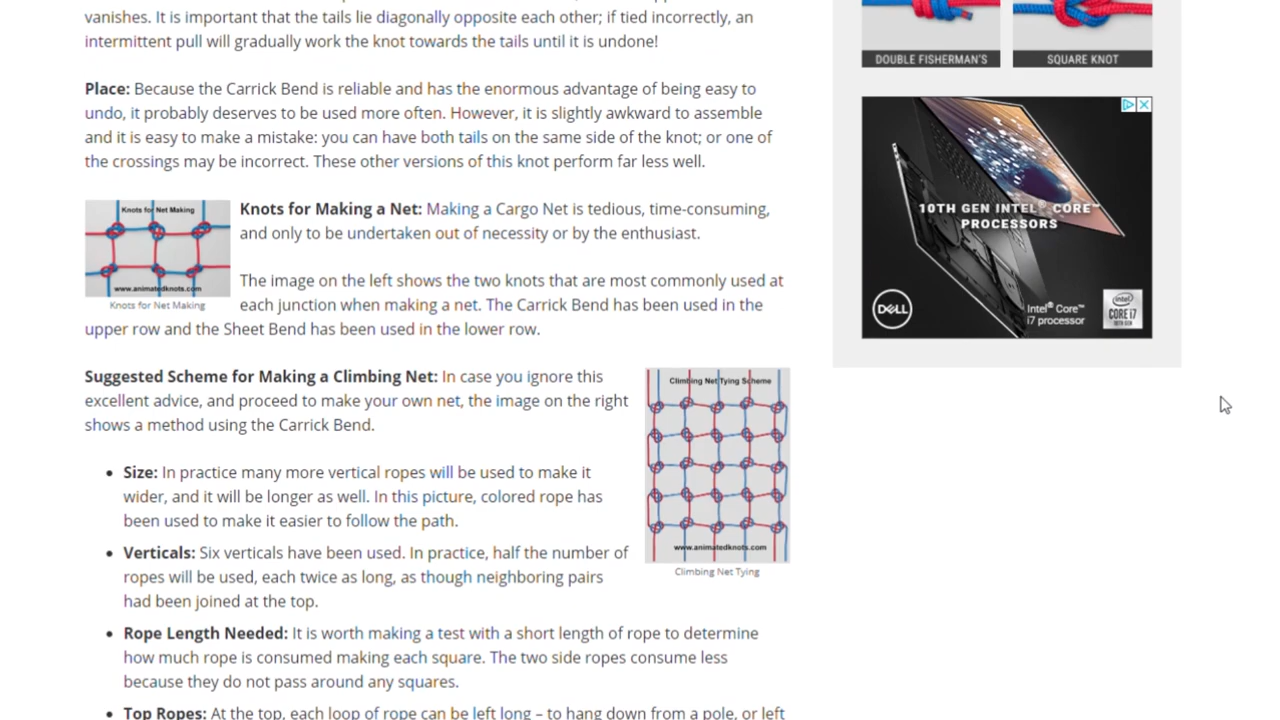 vanishes. It is important that the tails lie diagonally opposite each other; if tied incorrectly, an
intermittent pull will gradually work the knot towards the tails until it is undone!
Place: Because the Carrick Bend is reliable and has the enormous advantage of being easy to
undo, it probably deserves to be used more often. However, it is slightly awkward to assemble
and it is easy to make a mistake: you can have both tails on the same side of the knot; or one of
the crossings may be incorrect. These other versions of this knot perform far less well.
Knots for Net Making
www.animatedknots.com
Knots for Net Making
Knots for Making a Net: Making a Cargo Net is tedious, time-consuming,
and only to be undertaken out of necessity or by the enthusiast.
The image on the left shows the two knots that are most commonly used at
each junction when making a net. The Carrick Bend has been used in the
upper row and the Sheet Bend has been used in the lower row.
Suggested Scheme for Making a Climbing Net: In case you ignore this
excellent advice, and proceed to make your own net, the image on the right
shows a method using the Carrick Bend.
Climbing Net Tying Scheme
www.animatedknots.com
Climbing Net Tying
• Size: In practice many more vertical ropes will be used to make it
wider, and it will be longer as well. In this picture, colored rope has
been used to make it easier to follow the path.
• Verticals: Six verticals have been used. In practice, half the number of
ropes will be used, each twice as long, as though neighboring pairs
had been joined at the top.
• Rope Length Needed: It is worth making a test with a short length of rope to determine
how much rope is consumed making each square. The two side ropes consume less
because they do not pass around any squares.
• Top Ropes: At the top, each loop of rope can be left long – to hang down from a pole, or left
DOUBLE FISHERMAN'S
SQUARE KNOT
10TH GEN INTEL® CORE™
PROCESSORS
DELL
Intel® Core™
i7 processor
intel
CORE i7
10TH GEN